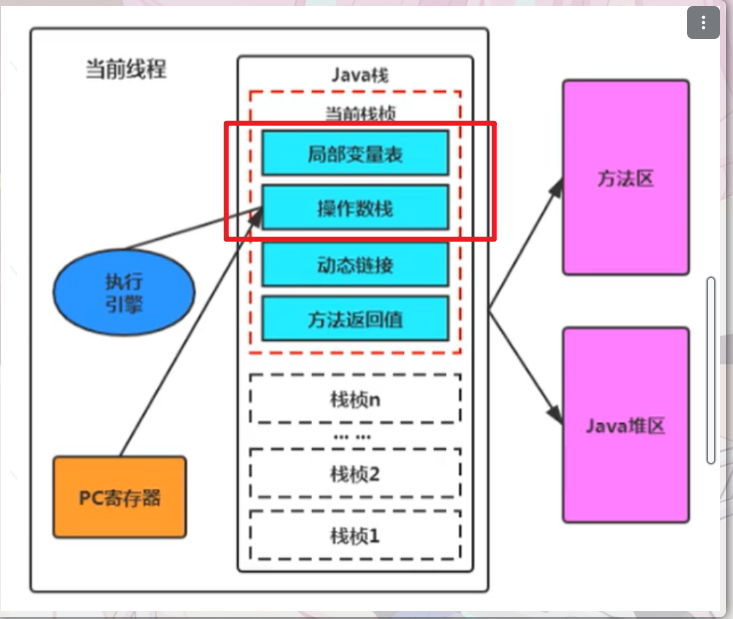 当前线程
Java栈
当前栈桢
局部变量表
操作数栈
动态链接
方法返回值
执行
引擎
栈桢n
... ...
栈桢2
PC寄存器
栈桢1
方法区
Java堆区